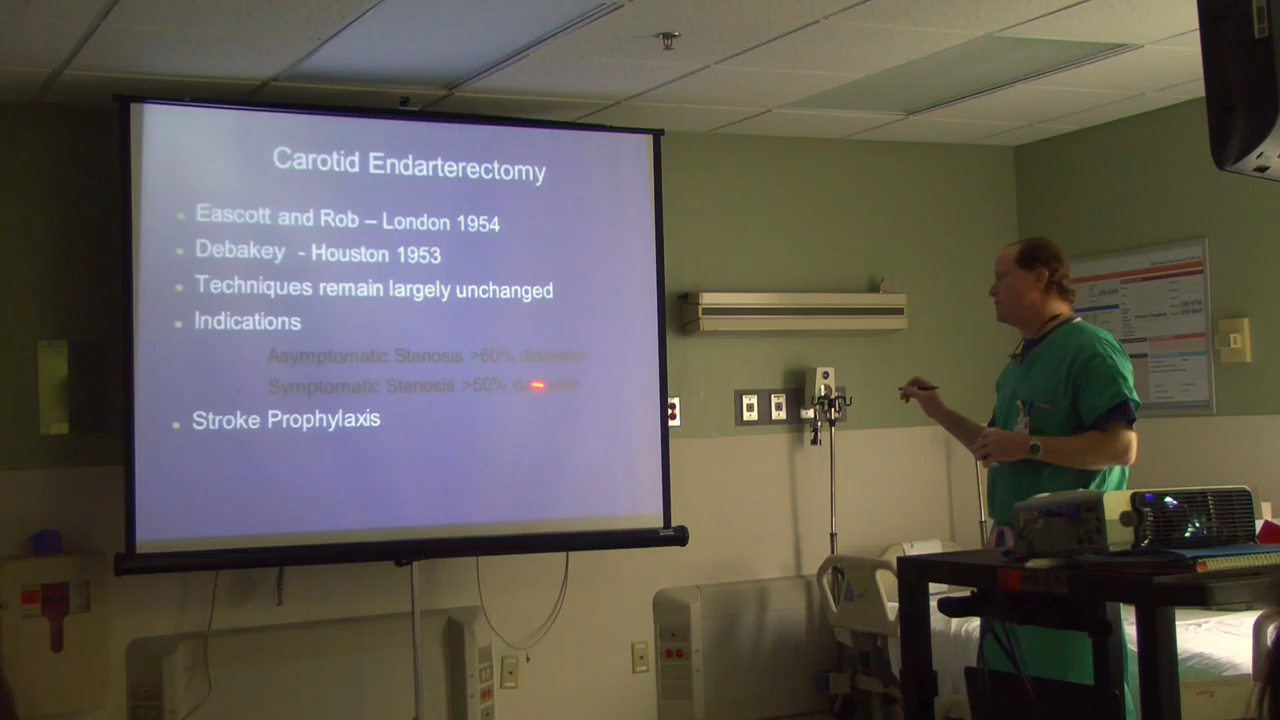 Carotid Endarterectomy
Eascott and Rob – London 1954
Debakey - Houston 1953
Techniques remain largely unchanged
Indications
Asymptomatic Stenosis >60% diameter
Symptomatic Stenosis >50%
Stroke Prophylaxis